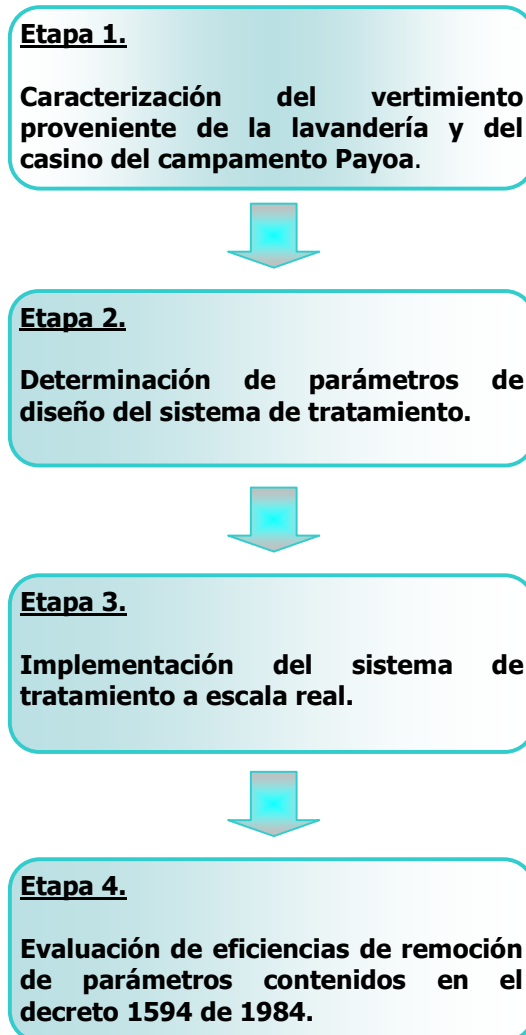 Etapa 1.
Caracterización del vertimiento
proveniente de la lavandería y del
casino del campamento Payoa.
Etapa 2.
Determinación de parámetros de
diseño del sistema de tratamiento.
Etapa 3.
Implementación del sistema de
tratamiento a escala real.
Etapa 4.
Evaluación de eficiencias de remoción
de parámetros contenidos en el
decreto 1594 de 1984.